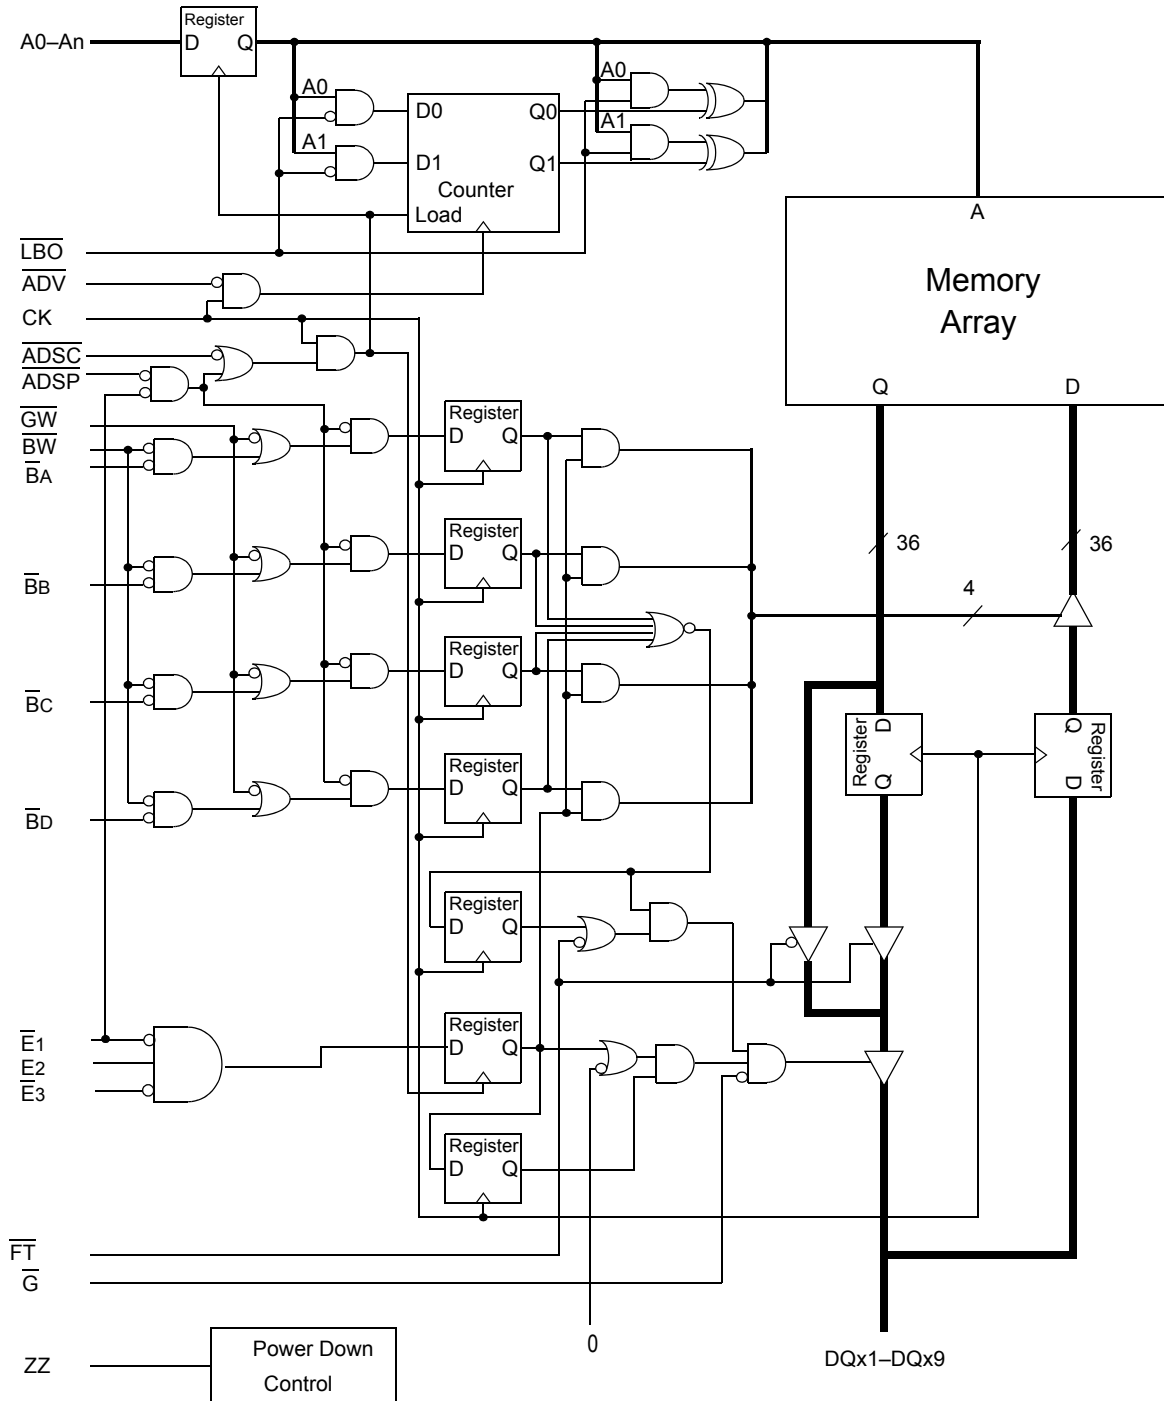 Register
A0–An
D Q
A0
A0
D0
Q0
A1
A1
D1
Q1
Counter
Load
A
LBO
ADV
Memory
Array
CK
ADSC
ADSP
Q
D
GW
BW
BA
Register
D Q
36
36
Register
D Q
BB
4
Register
D Q
BC
Register
D
Q
Q
Register
D
Register
D Q
BD
Register
D Q
Register
D Q
E1
E2
E3
Register
D Q
FT
G
0
DQx1–DQx9
ZZ
Power Down
Control